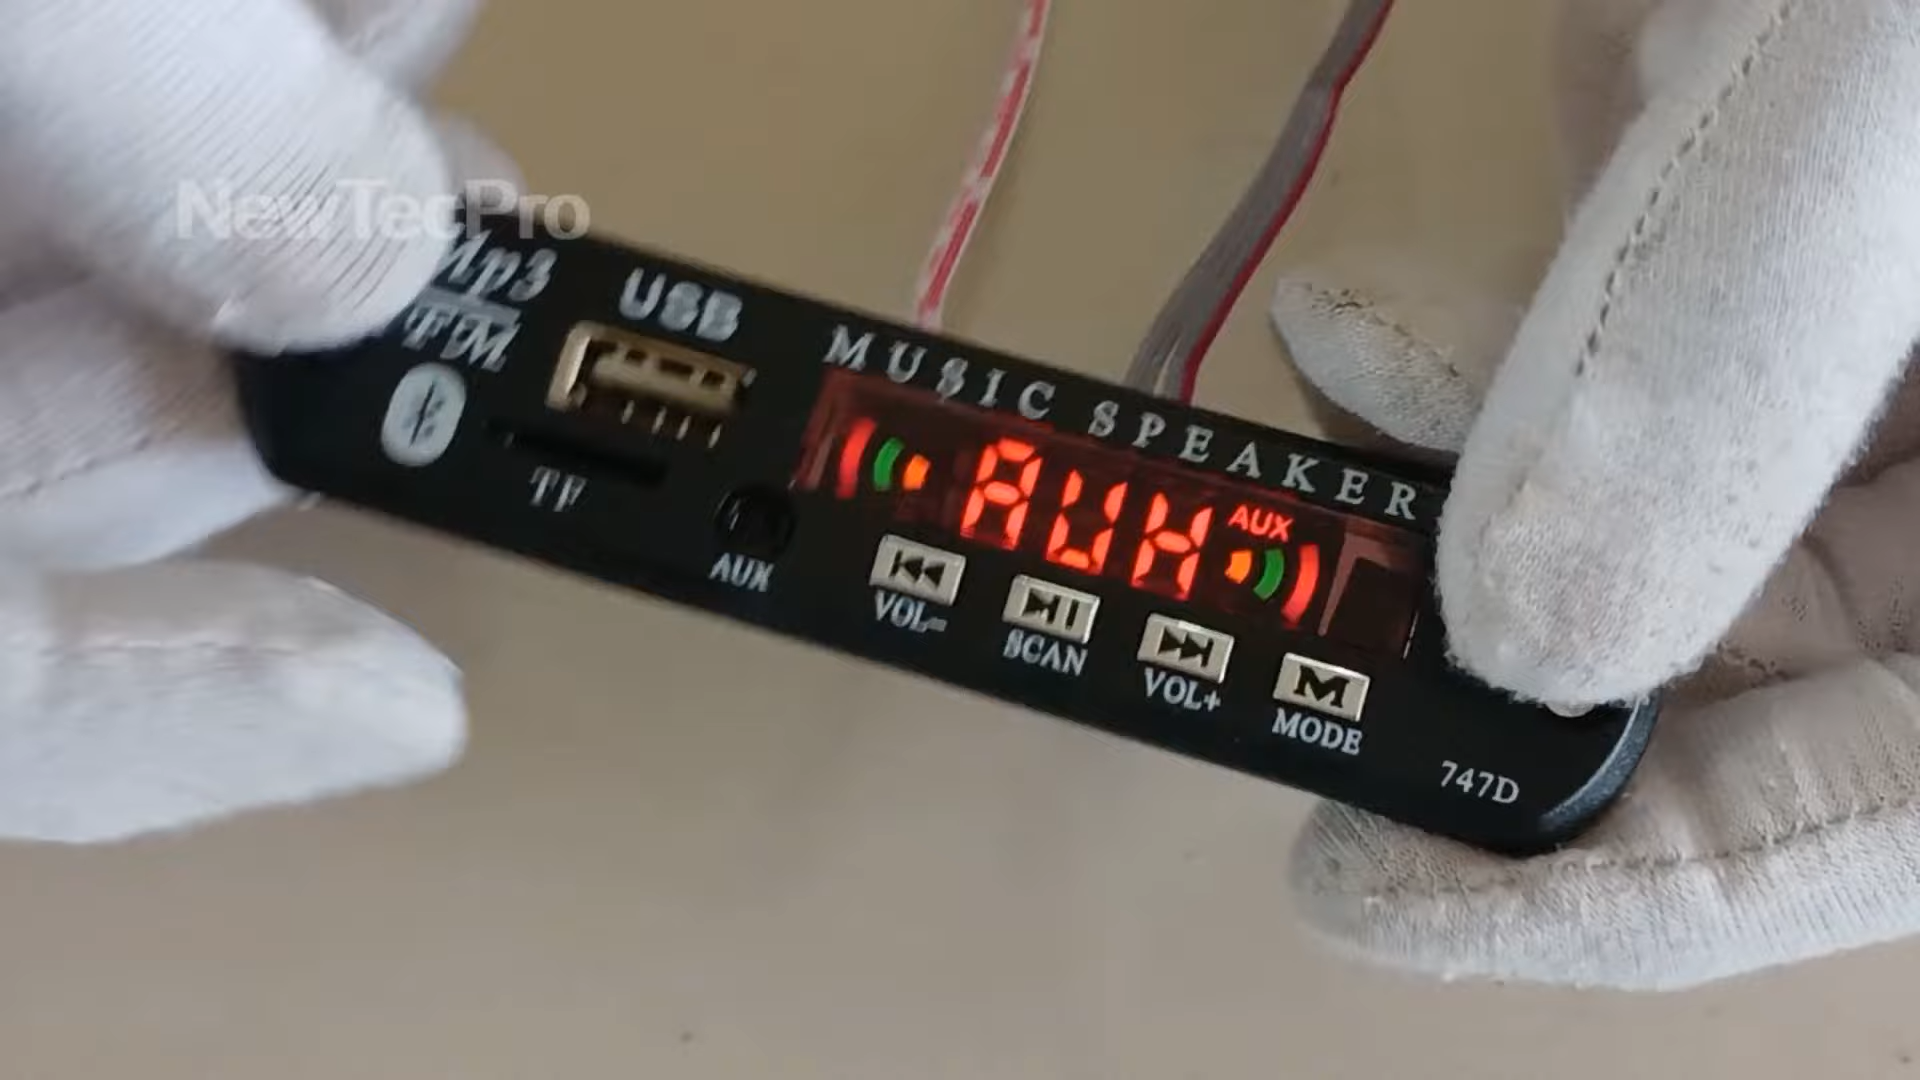 NewTecPro
Mp3
FM
USB
TF
AUX
MUSIC SPEAKER
AUX
AUX
VOL-
SCAN
VOL+
M
MODE
747D